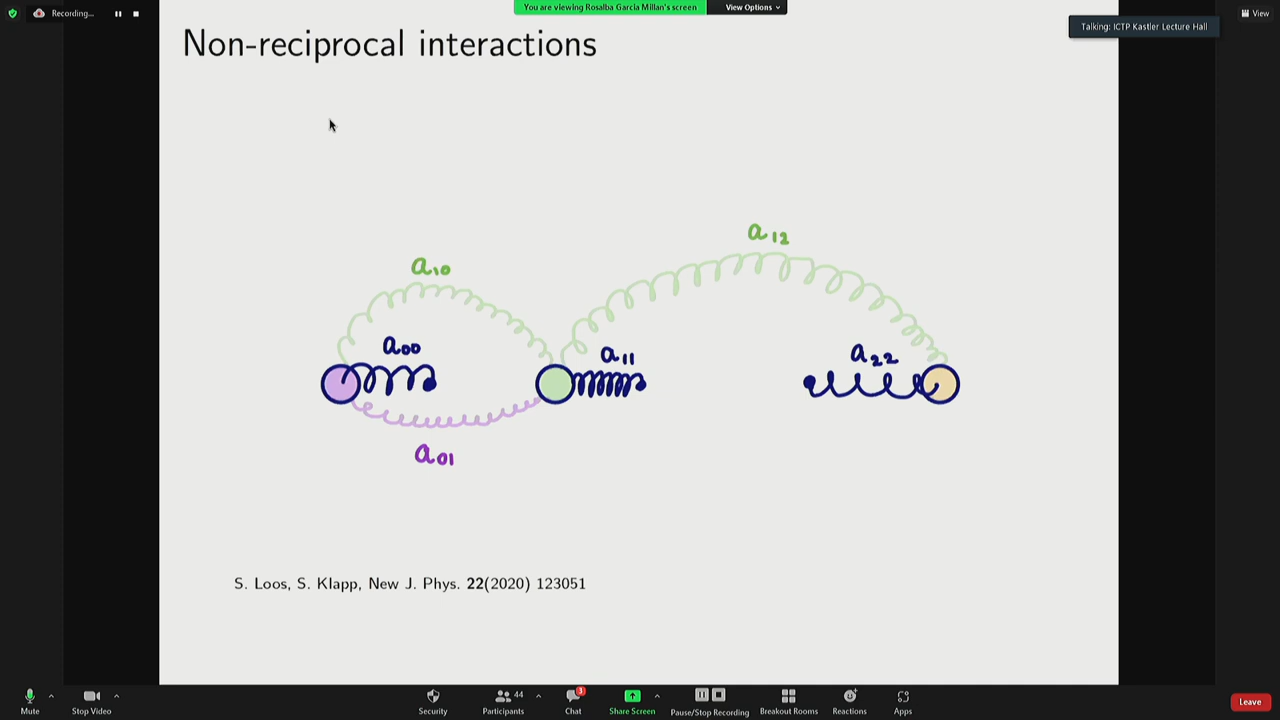 Recording...
You are viewing Rosalba Garcia Millan's screen
View Options
View
Talking: ICTP Kastler Lecture Hall
Non-reciprocal interactions
a12
a10
a00
a11
a22
a01
S. Loos, S. Klapp, New J. Phys. 22(2020) 123051
Mute
Stop Video
Security
Participants
44
Chat
3
Share Screen
Pause/Stop Recording
Breakout Rooms
Reactions
Apps
Leave